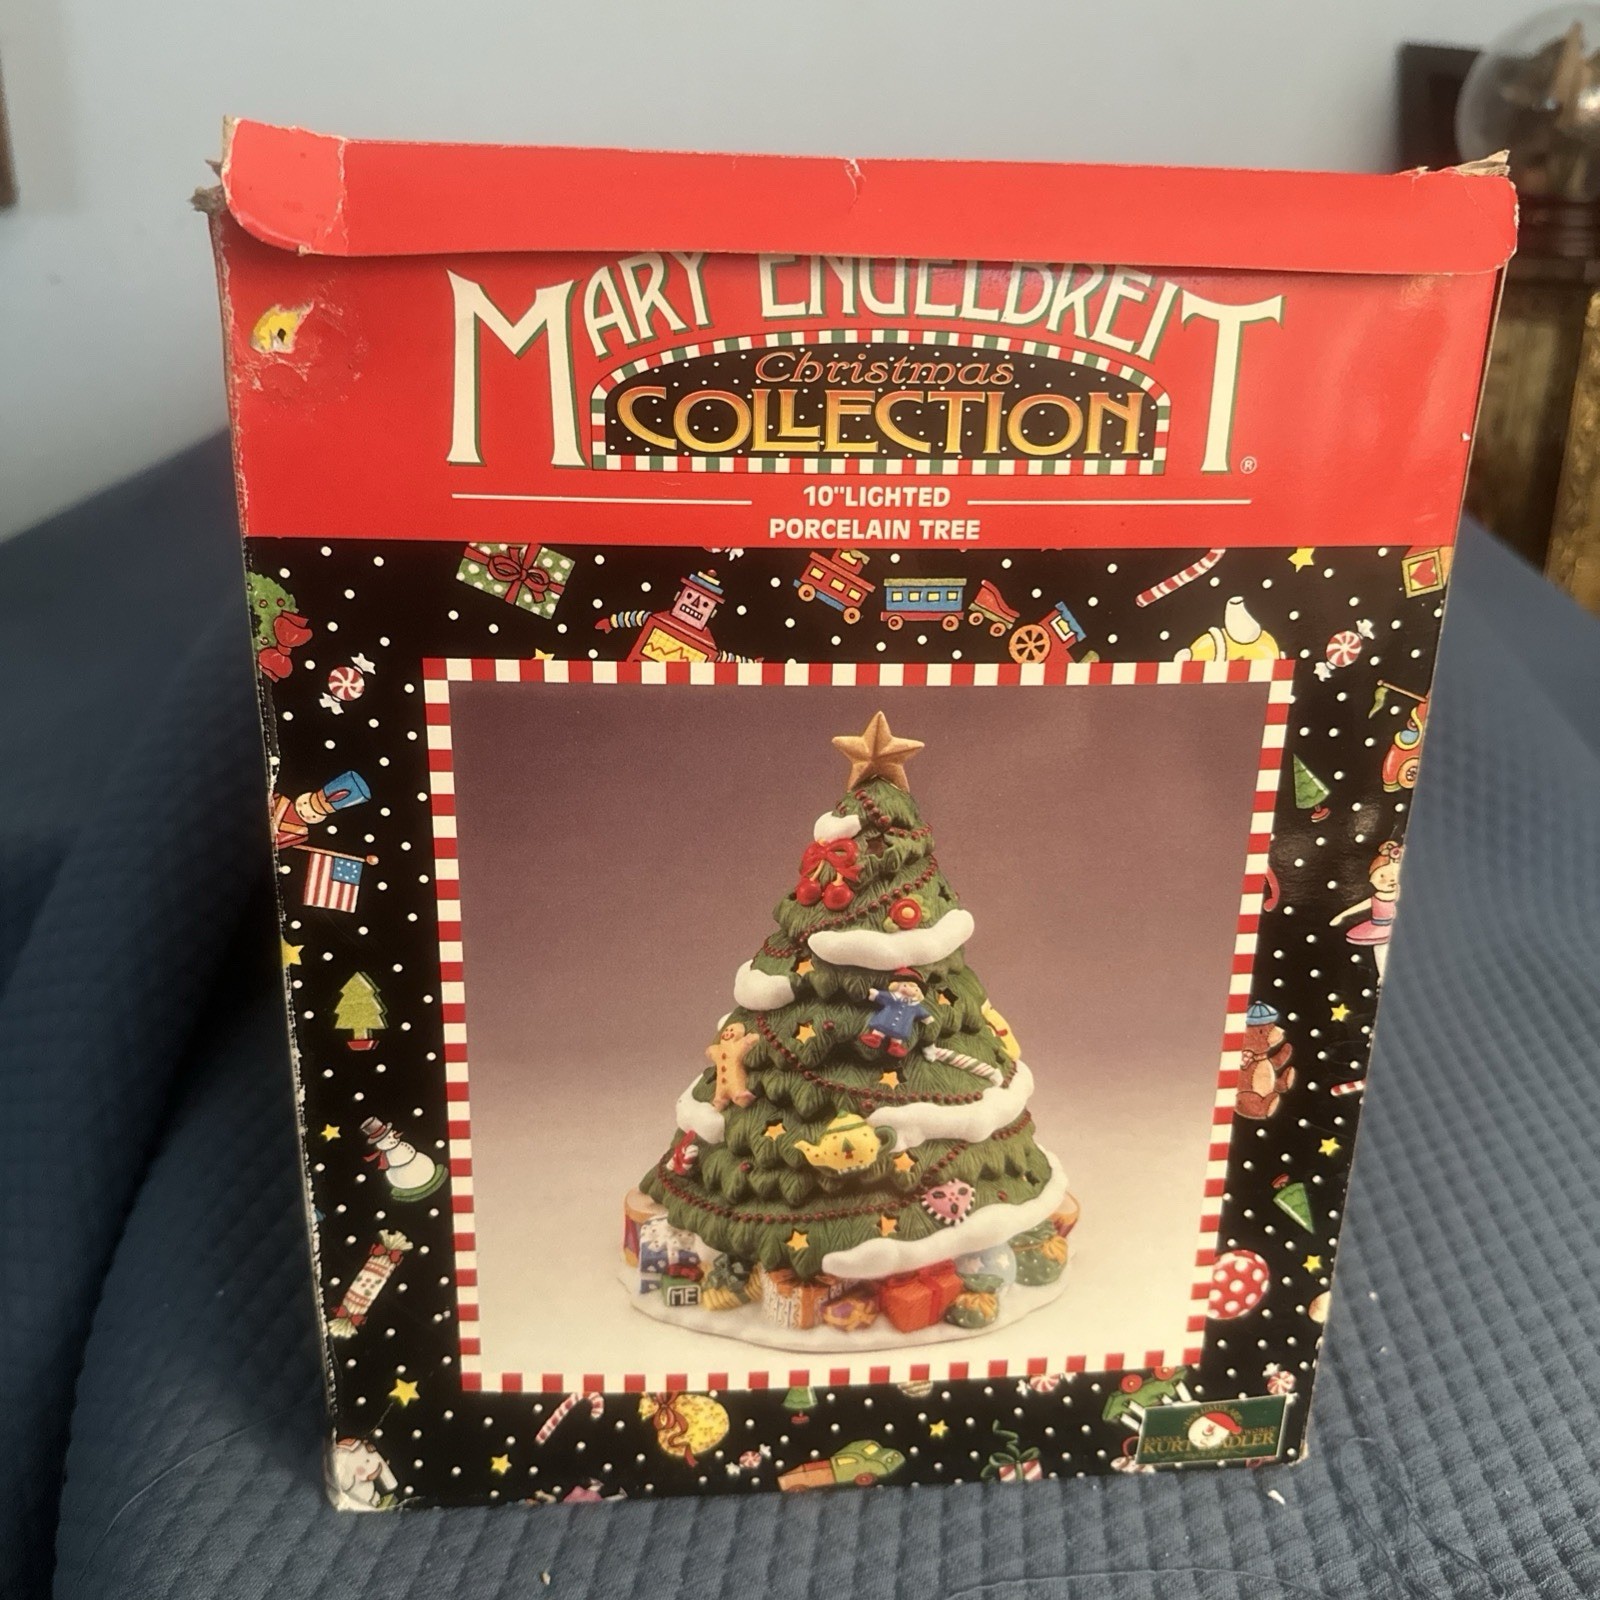 MARY ENGELBREIT
Christmas
COLLECTION
®
10"LIGHTED
PORCELAIN TREE
ME
KURT S. ADLER